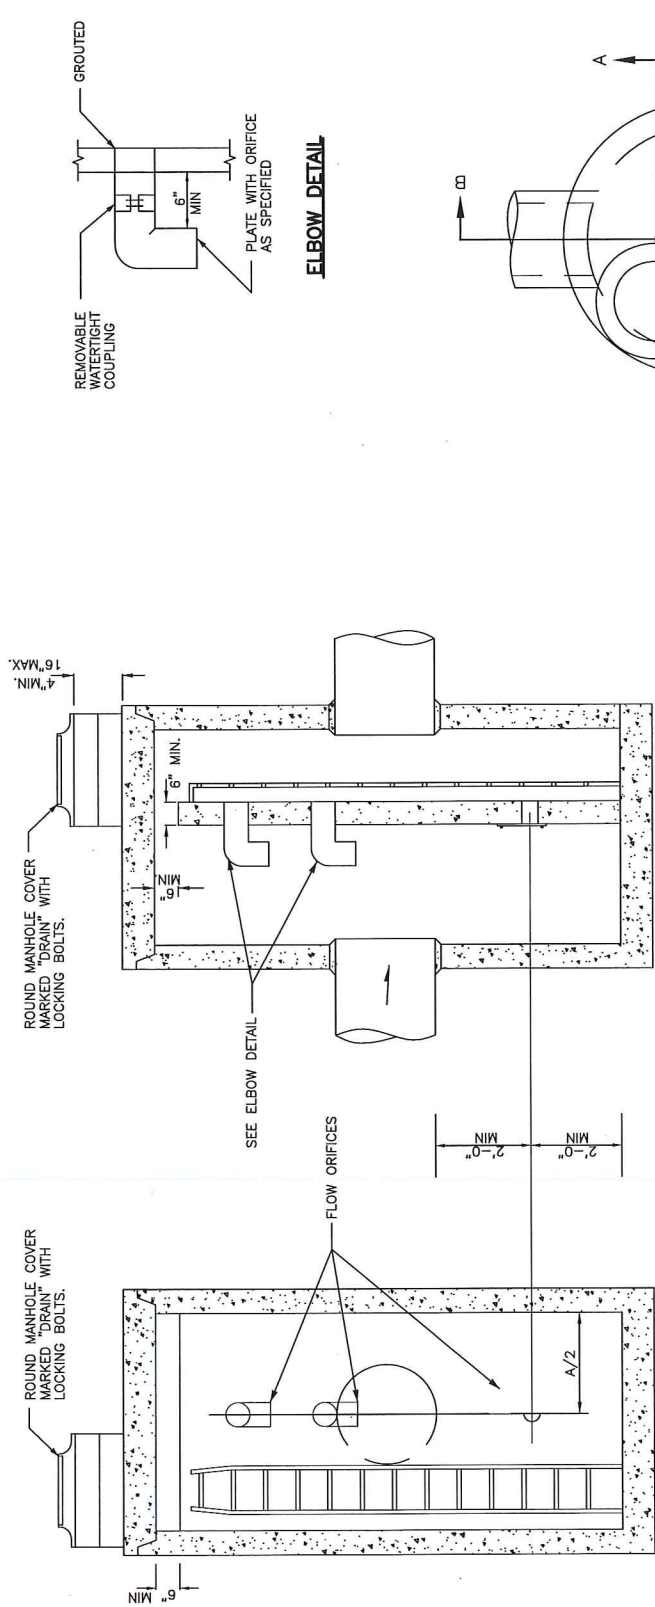 ROUND MANHOLE COVER
MARKED "DRAIN" WITH
LOCKING BOLTS.
6"
MIN
FLOW ORIFICES
A/2
ROUND MANHOLE COVER
MARKED "DRAIN" WITH
LOCKING BOLTS.
4"MIN.
16"MAX.
6" MIN.
6"
MIN.
SEE ELBOW DETAIL
2'-0"
MIN
2'-0"
MIN
REMOVABLE
WATERTIGHT
COUPLING
GROUTED
6"
MIN
PLATE WITH ORIFICE
AS SPECIFIED
ELBOW DETAIL
B
A